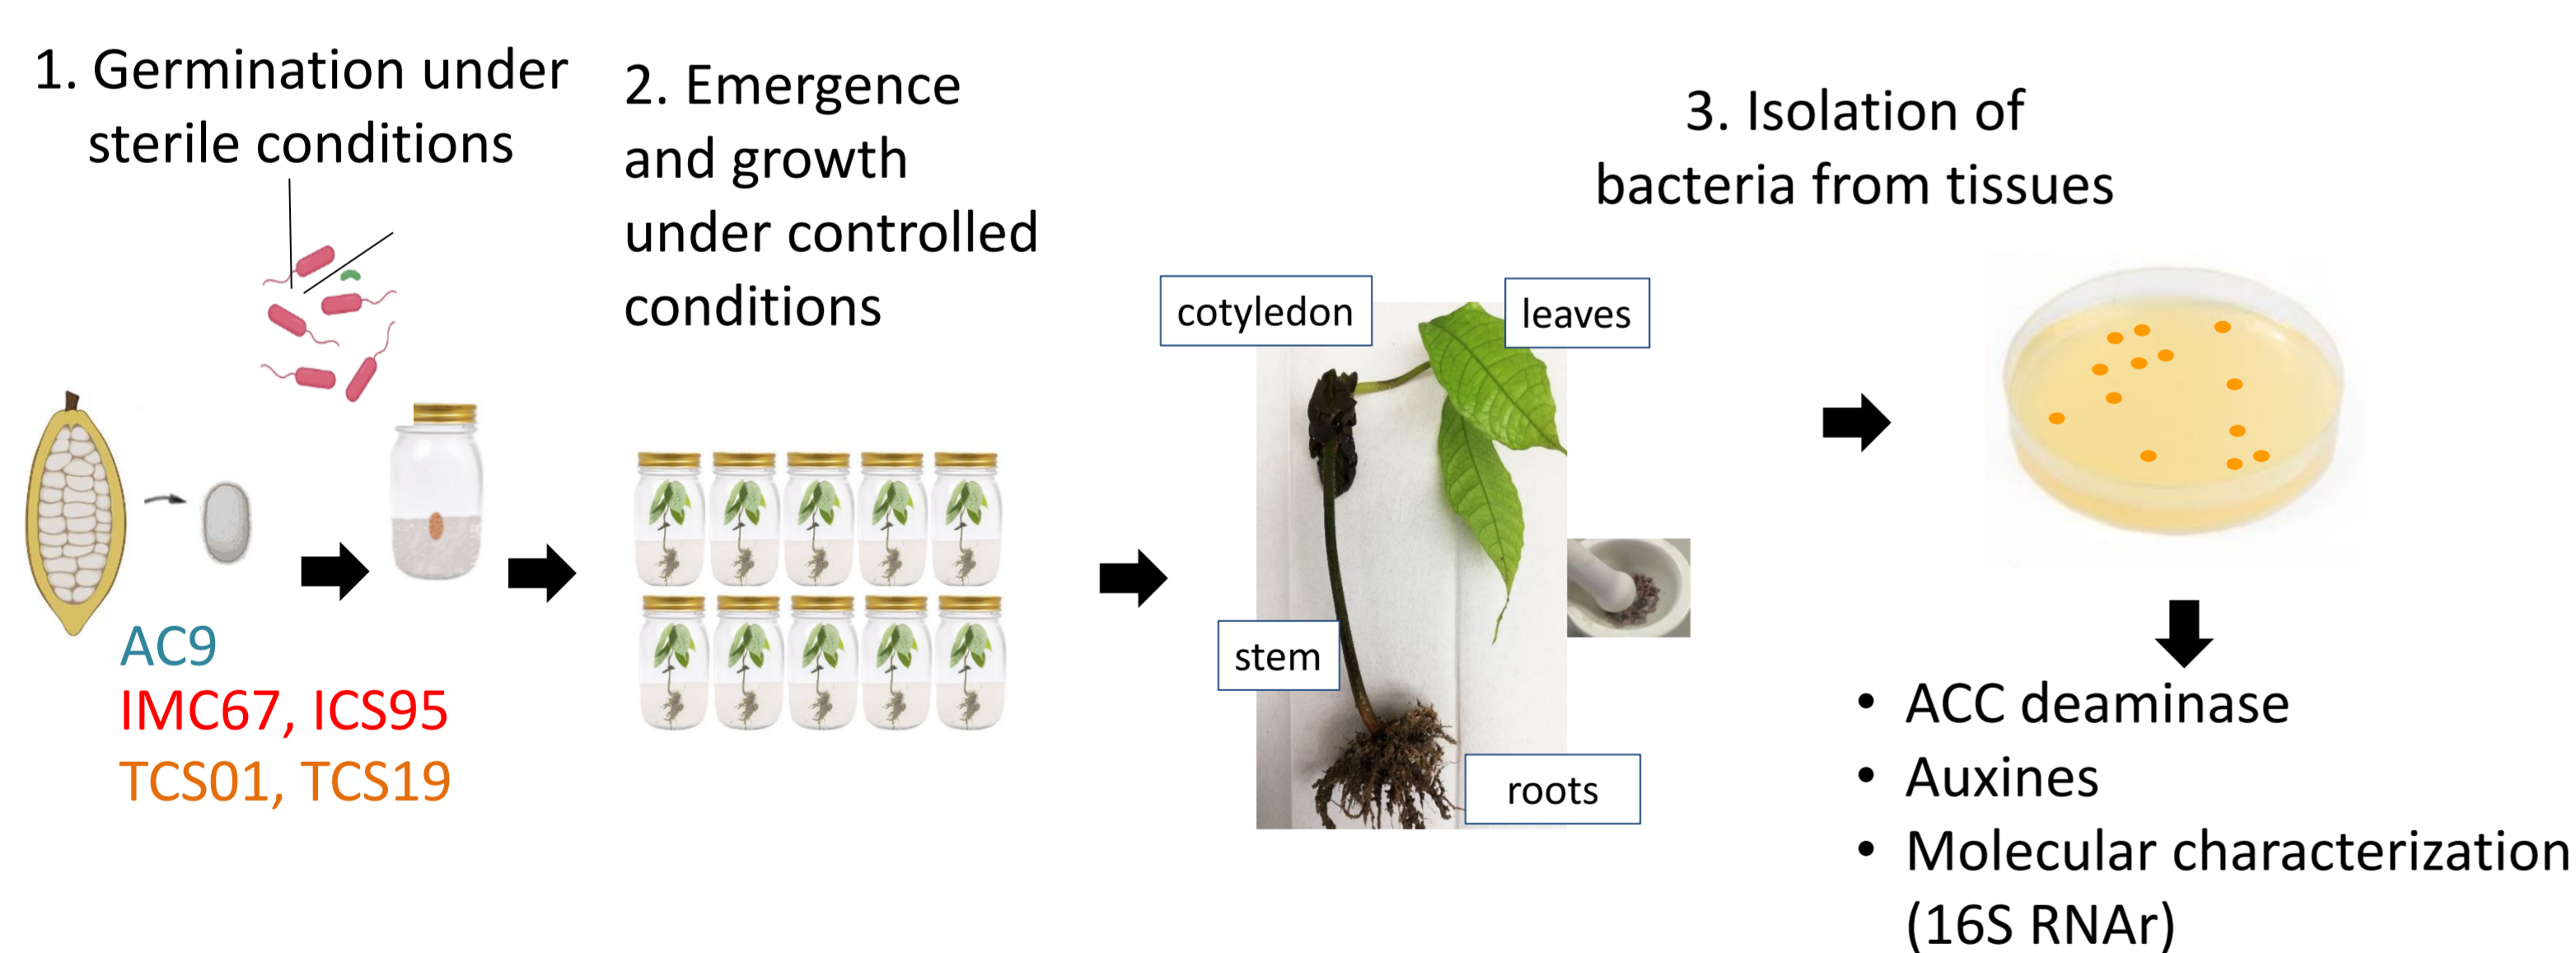 1. Germination under
sterile conditions
2. Emergence
and growth
under controlled
conditions
3. Isolation of
bacteria from tissues
cotyledon
leaves
stem
roots
AC9
IMC67, ICS95
TCS01, TCS19
• ACC deaminase
• Auxines
• Molecular characterization
(16S RNAr)